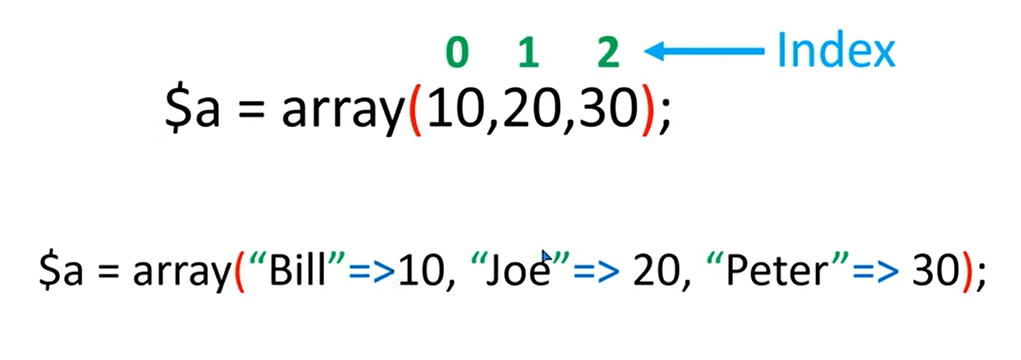 0 1 2 Index
$a = array(10,20,30);
$a = array(“Bill”=>10, “Joe”=> 20, “Peter”=> 30);